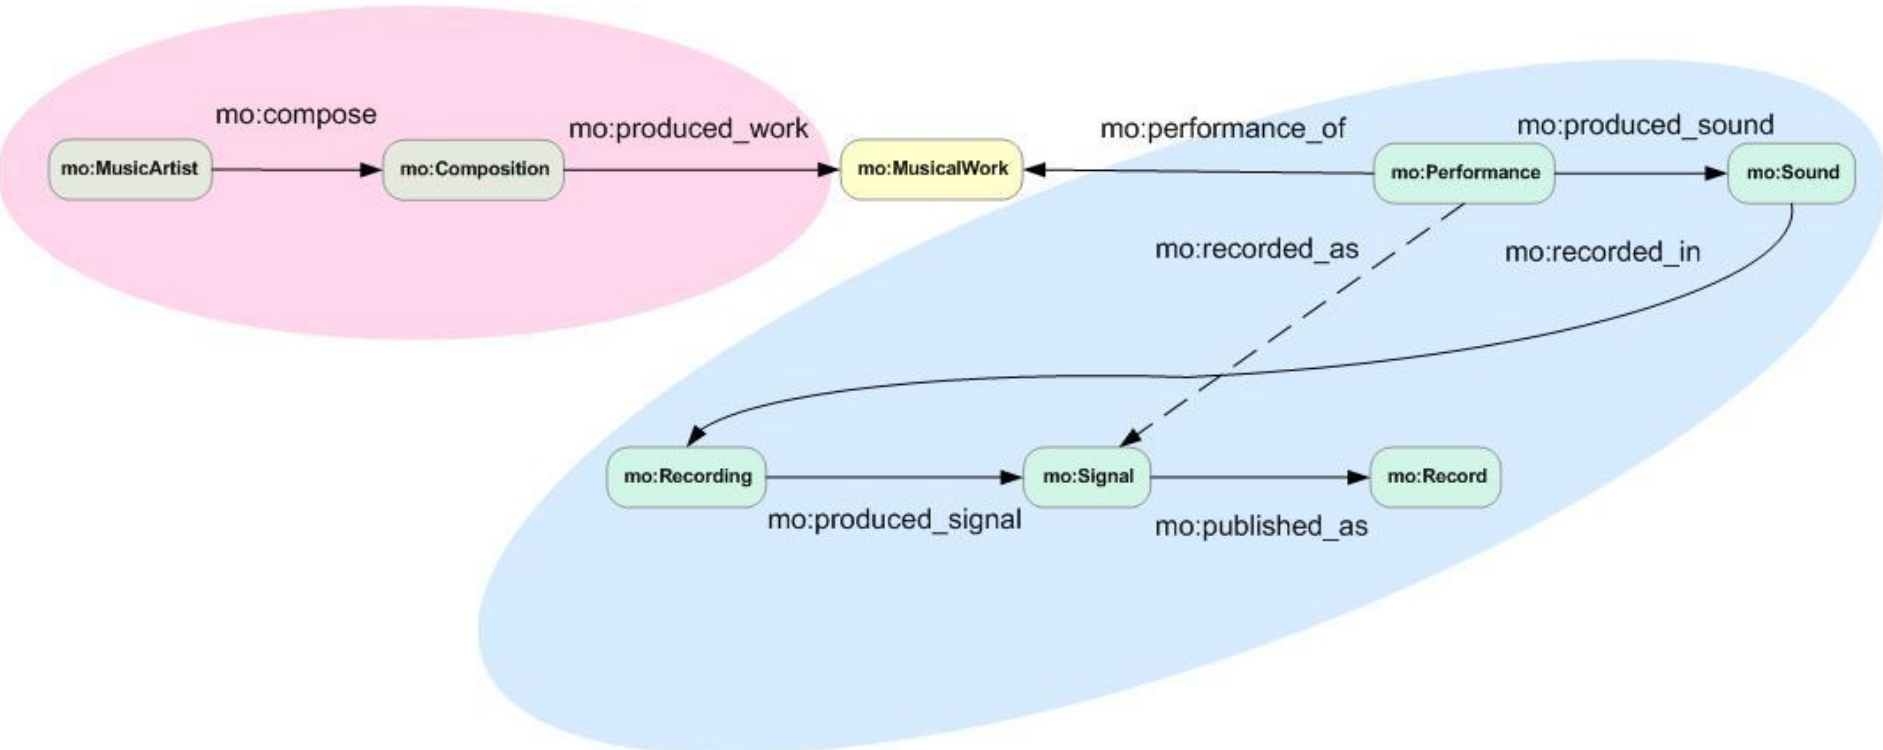 mo:compose
mo:produced_work
mo:performance_of
mo:produced_sound
mo:MusicArtist
mo:Composition
mo:MusicalWork
mo:Performance
mo:Sound
mo:recorded_as
mo:recorded_in
mo:Recording
mo:Signal
mo:Record
mo:produced_signal
mo:published_as